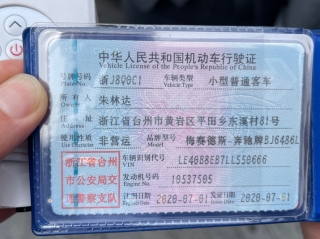 中华人民共和国机动车行驶证
Vehicle License of the People's Republic of China
号牌号码 浙J8Q0C1 车辆类型 小型普通客车
Plate No. Vehicle Type
所有人 朱林达
Owner
住址 浙江省台州市黄岩区平田乡东溪村81号
Address
使用性质 非营运 品牌型号 梅赛德斯-奔驰牌BJ6486L
Use Character Model
浙江省台州 车辆识别代号 LE40B8EB7LL550666
VIN
市公安局交 发动机号码 10537595
Engine No.
通警察支队 注册日期 2020-07-01 发证日期 2020-07-01
Register Date Issue Date